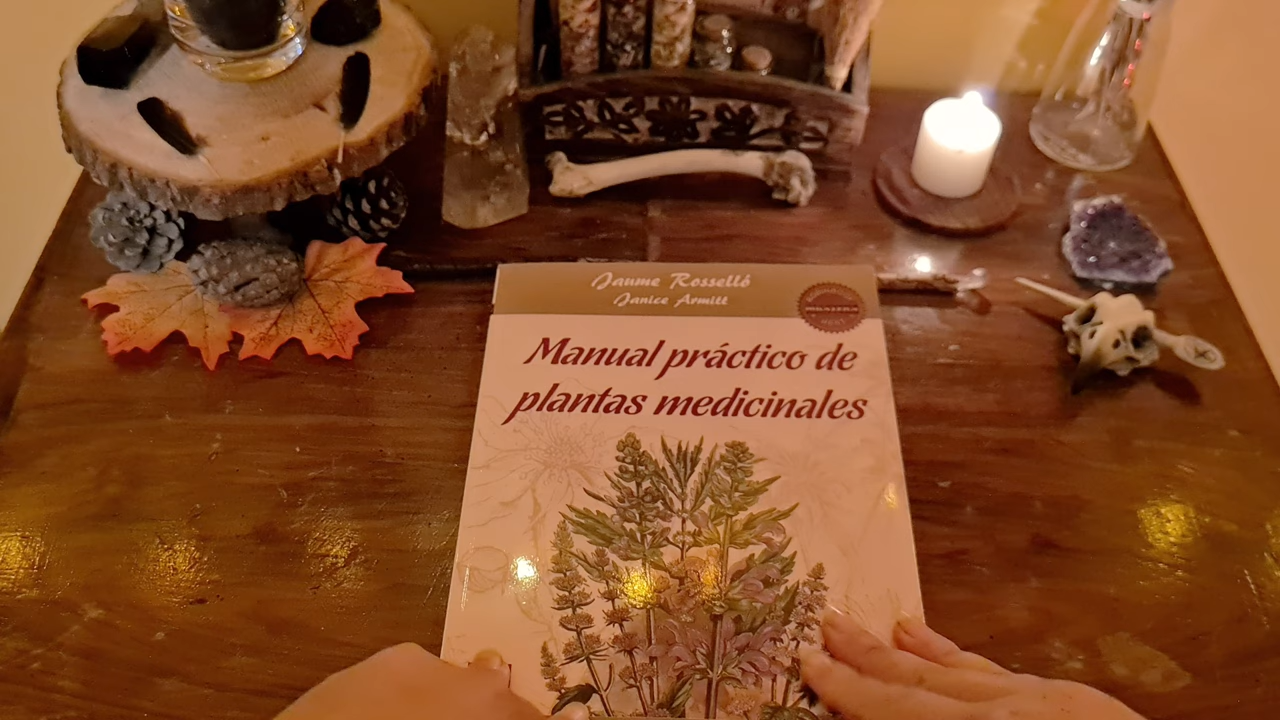 Jaume Rosselló
Janice Armitt
Manual práctico de
plantas medicinales